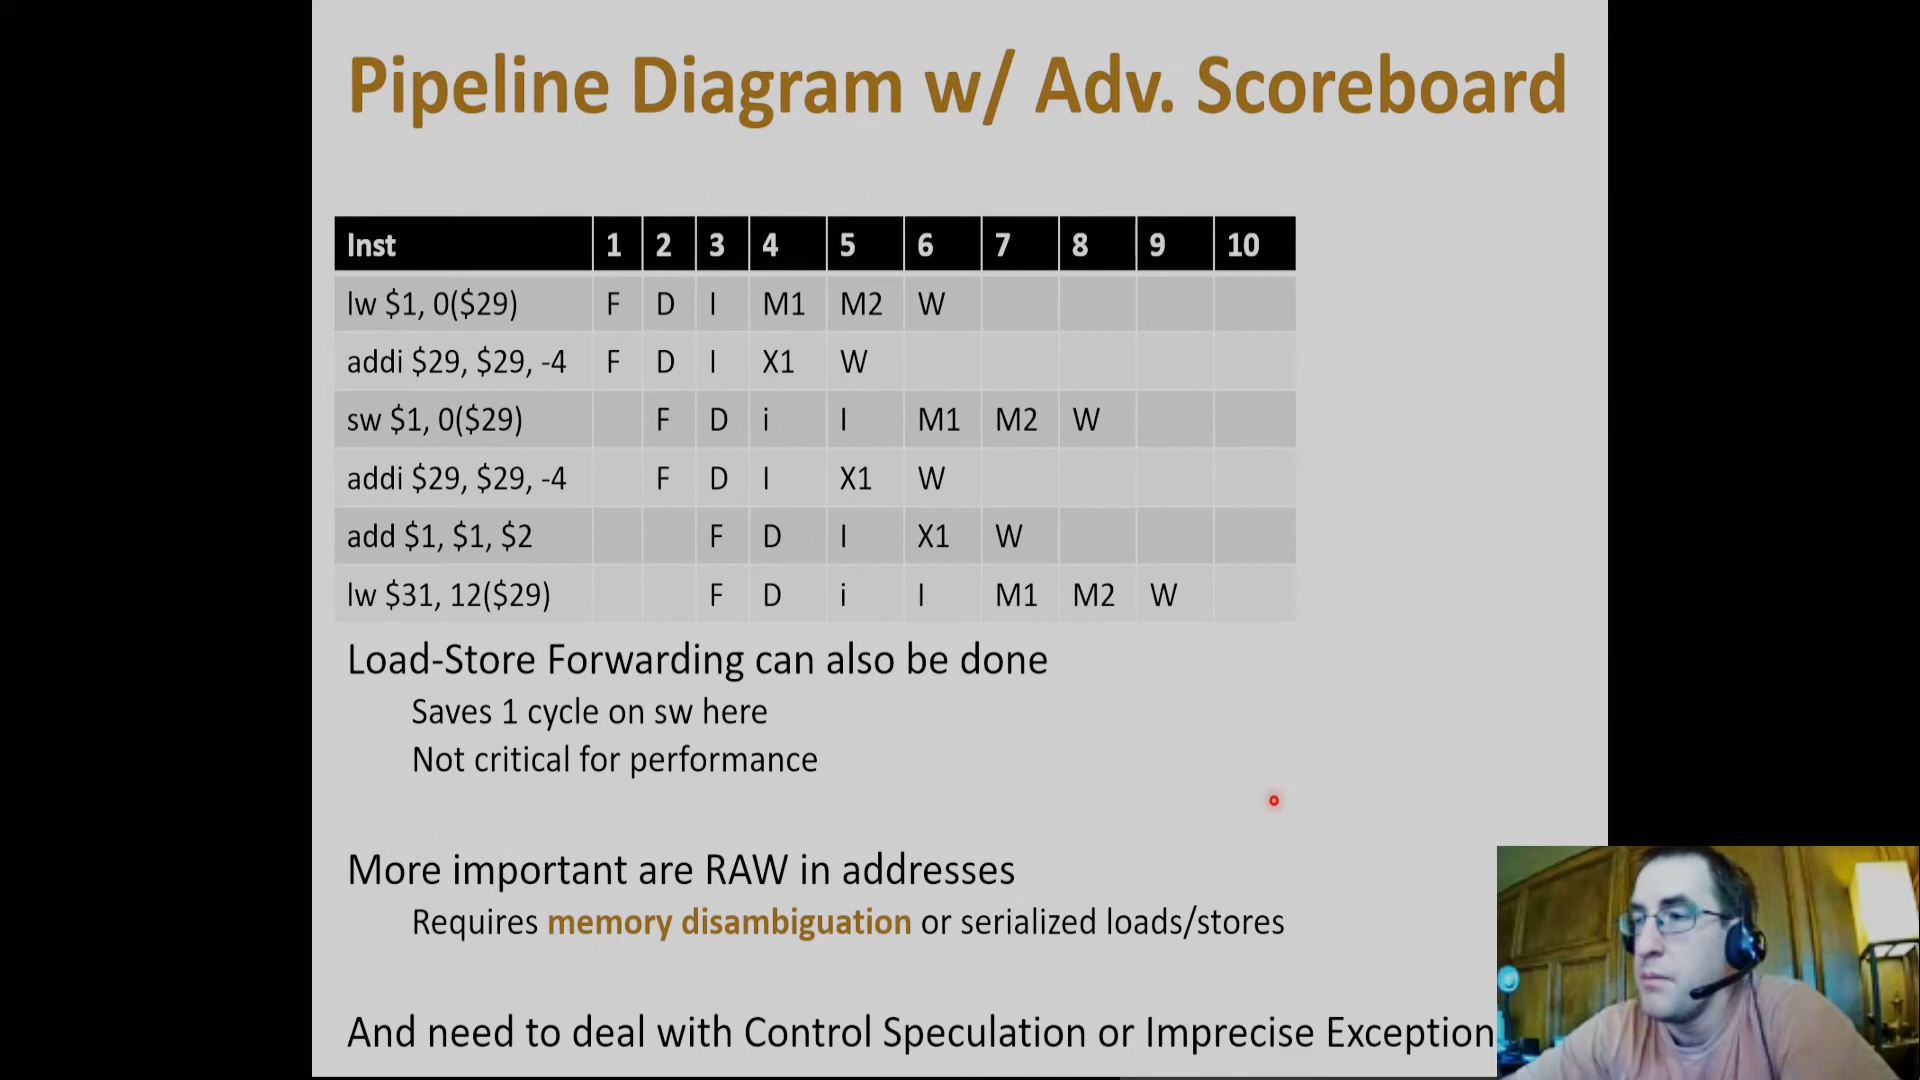 Pipeline Diagram w/ Adv. Scoreboard
Inst 1 2 3 4 5 6 7 8 9 10
lw $1, 0($29) F D I M1 M2 W
addi $29, $29, -4 F D I X1 W
sw $1, 0($29) F D i I M1 M2 W
addi $29, $29, -4 F D I X1 W
add $1, $1, $2 F D I X1 W
lw $31, 12($29) F D i I M1 M2 W
Load-Store Forwarding can also be done
Saves 1 cycle on sw here
Not critical for performance
More important are RAW in addresses
Requires memory disambiguation or serialized loads/stores
And need to deal with Control Speculation or Imprecise Exception